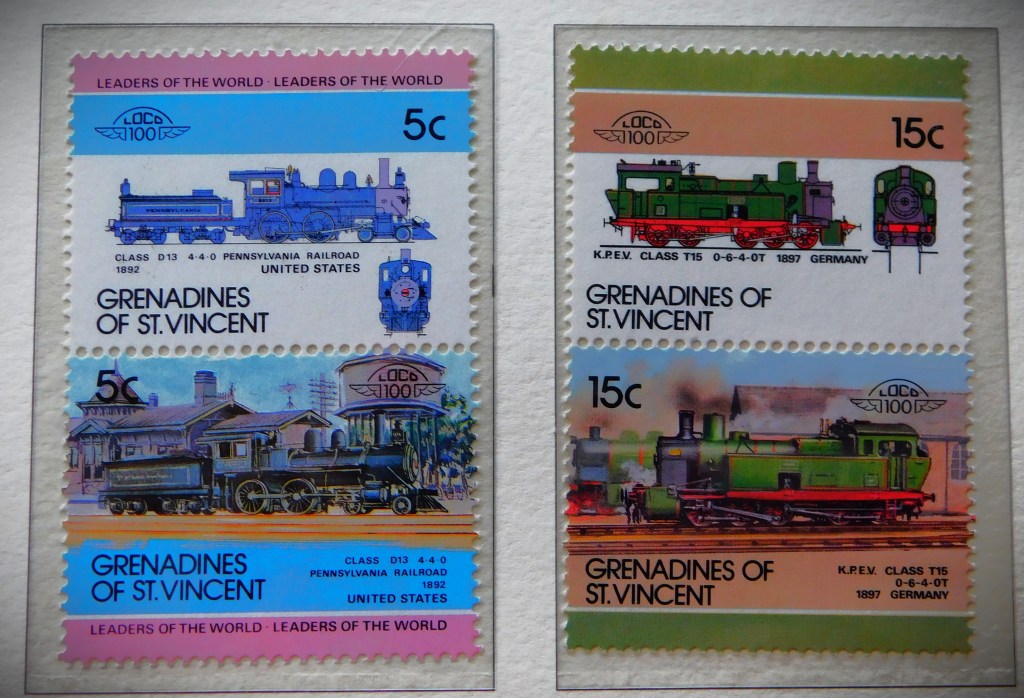 LEADERS OF THE WORLD · LEADERS OF THE WORLD
LOCO
100
5c
PENNSYLVANIA
CLASS D13 4-4-0 PENNSYLVANIA RAILROAD
1892 UNITED STATES
GRENADINES
OF ST.VINCENT
5c
LOCO
100
GRENADINES
OF ST.VINCENT
CLASS D13 4-4-0
PENNSYLVANIA RAILROAD
1892
UNITED STATES
LEADERS OF THE WORLD · LEADERS OF THE WORLD
LOCO
100
15c
K.P.E.V. CLASS T15 0-6-4-0T 1897 GERMANY
GRENADINES OF
ST.VINCENT
15c
LOCO
100
GRENADINES OF
ST.VINCENT
K.P.E.V. CLASS T15
0-6-4-0T
1897 GERMANY